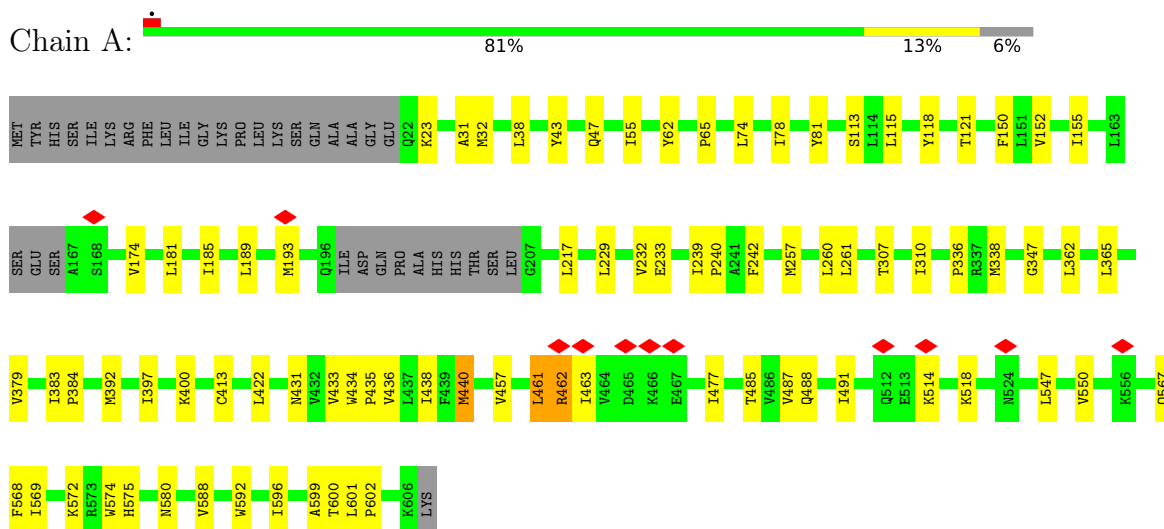 Chain A:
81% 13% 6%
MET TYR HIS SER ILE LYS ARG PHE LEU ILE GLY LYS PRO LEU LYS SER GLN ALA ALA GLY GLU Q22 K23 A31 M32 L38 Y43 Q47 I55 Y62 P65 L74 I78 Y81 S113 L114 L115 Y118 T121 F150 L151 V152 I155 L163
SER GLU SER A167 S168 V174 L181 I185 L189 M193 Q196 ILE ASP GLN PRO ALA HIS HIS THR SER LEU G207 L217 L229 V232 E233 I239 P240 A241 F242 M257 L260 L261 T307 I310 P336 R337 M338 G347 L362 L365
V379 I383 P384 M392 I397 K400 C413 L422 N431 V432 V433 W434 P435 V436 L437 I438 F439 M440 V457 L461 R462 I463 V464 D465 K466 E467 I477 T485 V486 V487 Q488 I491 Q512 E513 K514 K518 N524 L547 V550 K556 Q567
F568 I569 K572 R573 W574 H575 N580 V588 W592 I596 A599 T600 L601 P602 K606 LYS